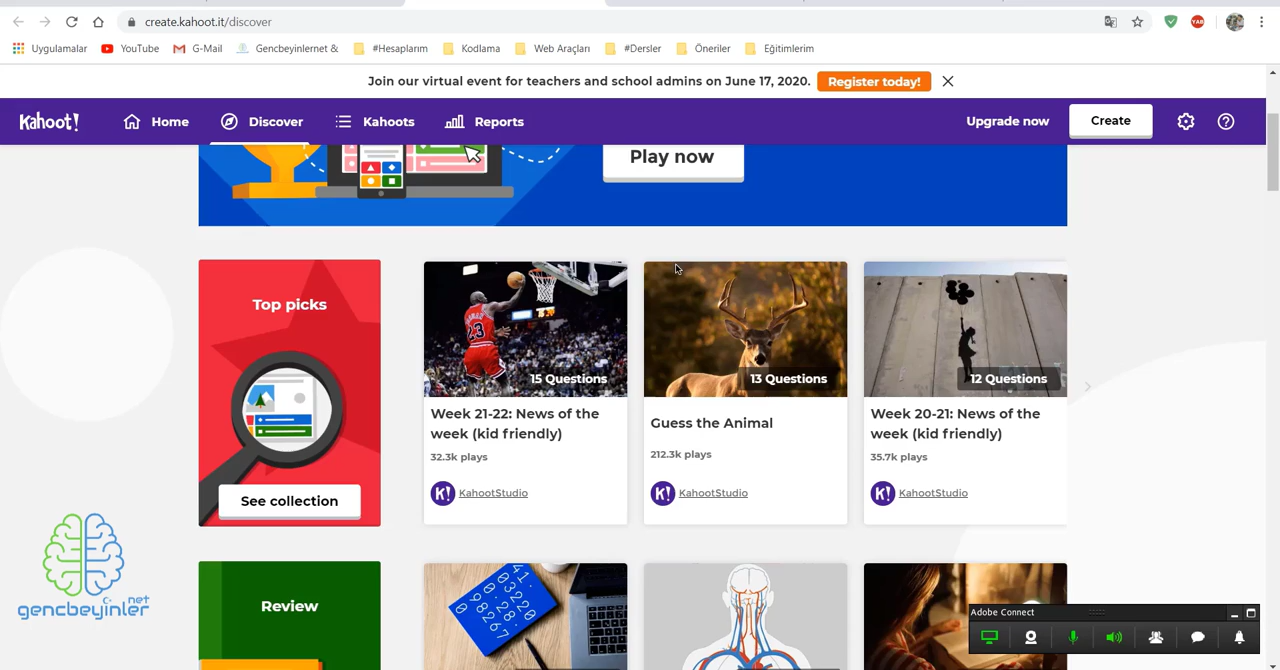 create.kahoot.it/discover
Uygulamalar YouTube G-Mail Gencbeyinlernet & #Hesaplarım Kodlama Web Araçları #Dersler Öneriler Eğitimlerim
Join our virtual event for teachers and school admins on June 17, 2020. Register today!
Kahoot! Home Discover Kahoots Reports Upgrade now Create
Play now
Top picks
See collection
23
15 Questions
Week 21-22: News of the
week (kid friendly)
32.3k plays
K! KahootStudio
13 Questions
Guess the Animal
212.3k plays
K! KahootStudio
12 Questions
Week 20-21: News of the
week (kid friendly)
35.7k plays
K! KahootStudio
gencbeyinler.net
Review
Adobe Connect